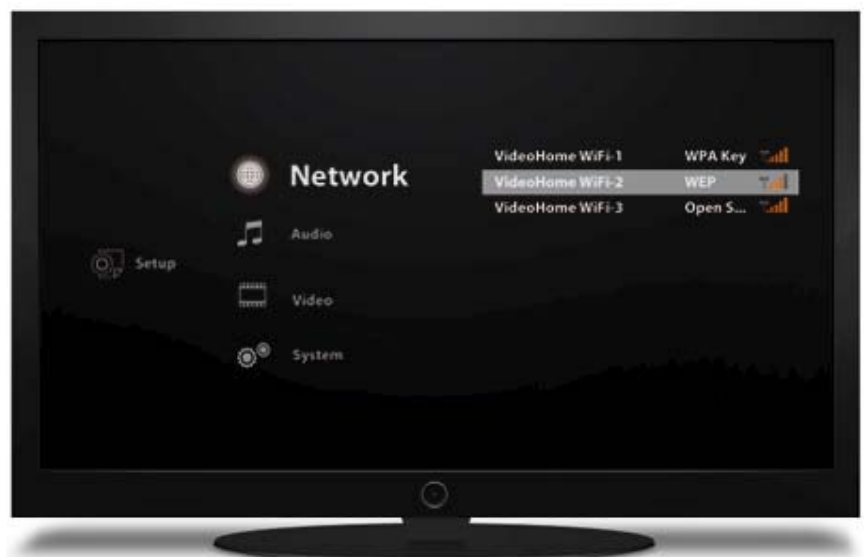 Setup
Network
Audio
Video
System
VideoHome WiFi-1 WPA Key
VideoHome WiFi-2 WEP
VideoHome WiFi-3 Open S...